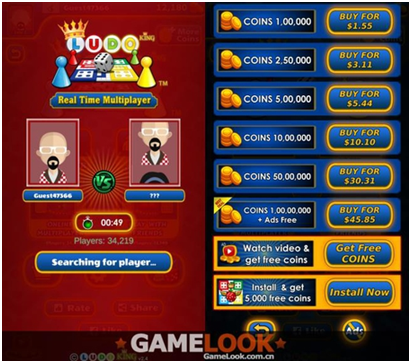 LUDO
KING
TM
Real Time Multiplayer
Guest47566
VS
???
00:49
Players: 34,219
Searching for player...
COINS 1,00,000
BUY FOR
$1.55
COINS 2,50,000
BUY FOR
$3.11
COINS 5,00,000
BUY FOR
$5.44
COINS 10,00,000
BUY FOR
$10.10
COINS 50,00,000
BUY FOR
$30.31
COINS 1,00,00,000
+ Ads Free
BUY FOR
$45.85
Watch video &
get free coins
Get Free
COINS
Install & get
5,000 free coins
Install Now
Rate
Share
Ads
GAMELOOK
GameLook.com.cn